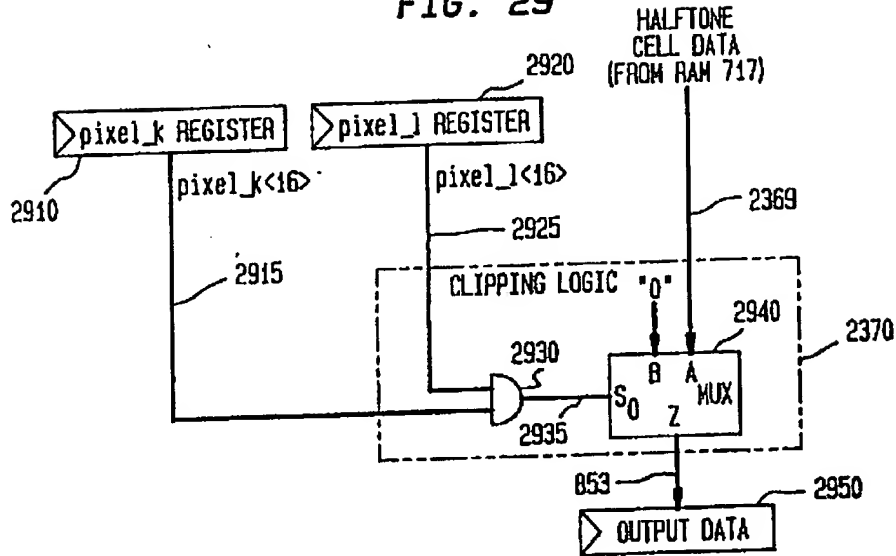 FIG. 29
HALFTONE
CELL DATA
(FROM RAM 717)
2920
pixel_k REGISTER
pixel_l REGISTER
2910
pixel_k<16>
pixel_l<16>
2369
2925
2915
CLIPPING LOGIC
"0"
2940
2370
2930
B
A
MUX
S0
2935
Z
853
2950
OUTPUT DATA